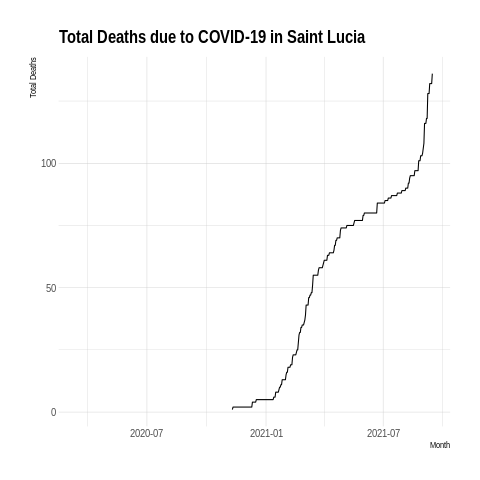 Total Deaths due to COVID-19 in Saint Lucia
Total Deaths
100
50
0
2020-07
2021-01
2021-07
Month